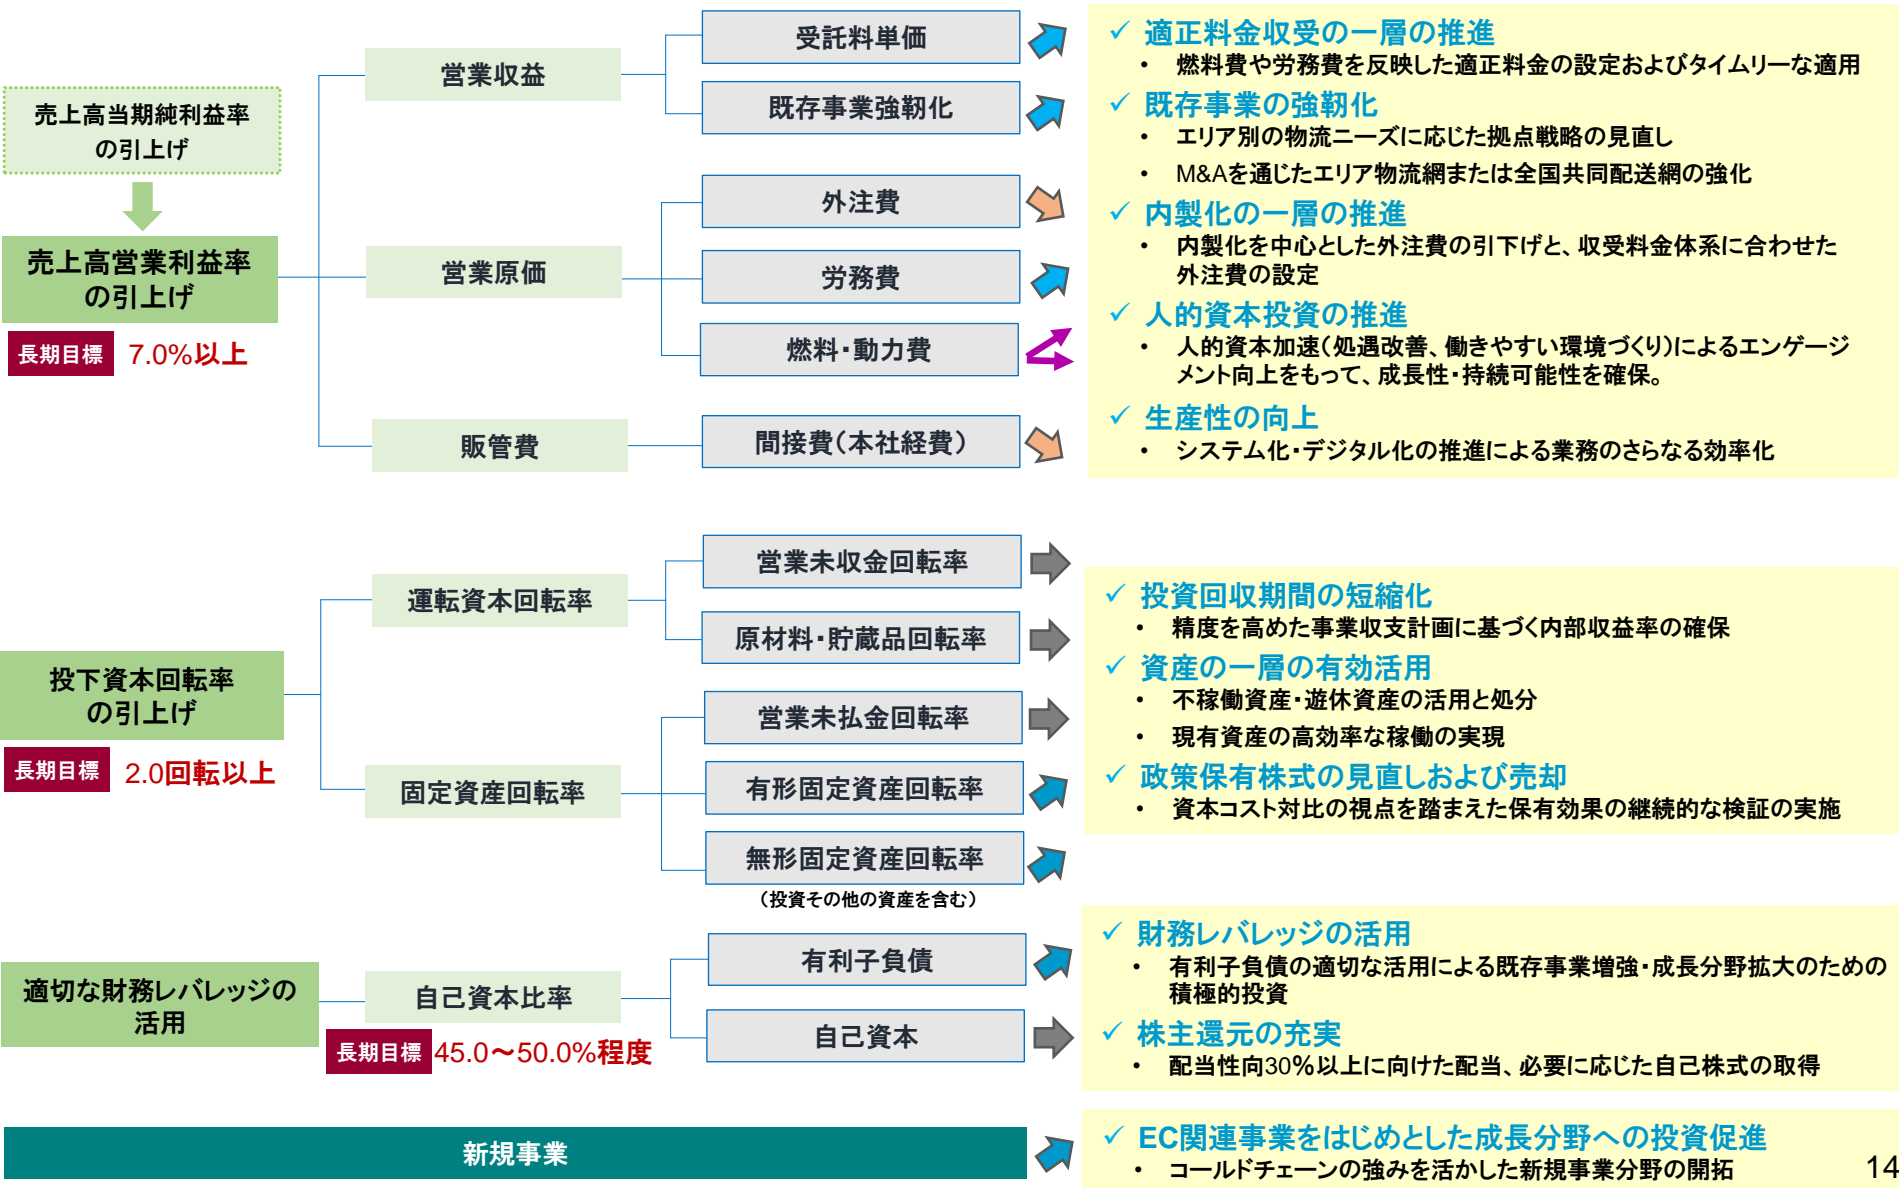 売上高当期純利益率
の引上げ
売上高営業利益率
の引上げ
長期目標 7.0%以上
営業収益
営業原価
販管費
受託料単価
既存事業強靭化
外注費
労務費
燃料・動力費
間接費(本社経費)
✓ 適正料金収受の一層の推進
• 燃料費や労務費を反映した適正料金の設定およびタイムリーな適用
✓ 既存事業の強靭化
• エリア別の物流ニーズに応じた拠点戦略の見直し
• M&Aを通じたエリア物流網または全国共同配送網の強化
✓ 内製化の一層の推進
• 内製化を中心とした外注費の引下げと、収受料金体系に合わせた
外注費の設定
✓ 人的資本投資の推進
• 人的資本加速(処遇改善、働きやすい環境づくり)によるエンゲージ
メント向上をもって、成長性・持続可能性を確保。
✓ 生産性の向上
• システム化・デジタル化の推進による業務のさらなる効率化
投下資本回転率
の引上げ
長期目標 2.0回転以上
運転資本回転率
固定資産回転率
営業未収金回転率
原材料・貯蔵品回転率
営業未払金回転率
有形固定資産回転率
無形固定資産回転率
(投資その他の資産を含む)
✓ 投資回収期間の短縮化
• 精度を高めた事業収支計画に基づく内部収益率の確保
✓ 資産の一層の有効活用
• 不稼働資産・遊休資産の活用と処分
• 現有資産の高効率な稼働の実現
✓ 政策保有株式の見直しおよび売却
• 資本コスト対比の視点を踏まえた保有効果の継続的な検証の実施
適切な財務レバレッジの
活用
自己資本比率
長期目標 45.0～50.0%程度
有利子負債
自己資本
✓ 財務レバレッジの活用
• 有利子負債の適切な活用による既存事業増強・成長分野拡大のための
積極的投資
✓ 株主還元の充実
• 配当性向30%以上に向けた配当、必要に応じた自己株式の取得
新規事業
✓ EC関連事業をはじめとした成長分野への投資促進
• コールドチェーンの強みを活かした新規事業分野の開拓
14